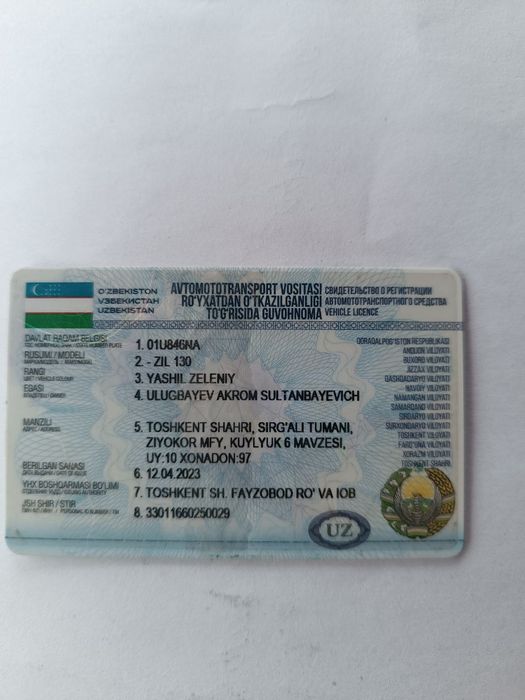 O'ZBEKISTON
УЗБЕКИСТАН
UZBEKISTAN
AVTOMOTOTRANSPORT VOSITASI
RO'YXATDAN O'TKAZILGANLIGI
TO'G'RISIDA GUVOHNOMA
СВИДЕТЕЛЬСТВО О РЕГИСТРАЦИИ
АВТОМОТОТРАНСПОРТНОГО СРЕДСТВА
VEHICLE LICENCE
DAVLAT RAQAM BELGISI
1. 01U846NA
RUSUMI / MODELI
2. - ZIL 130
RANGI
3. YASHIL ZELENIY
EGASI
4. ULUGBAYEV AKROM SULTANBAYEVICH
MANZILI
АДРЕС / ADDRESS
5. TOSHKENT SHAHRI, SIRG'ALI TUMANI,
ZIYOKOR MFY, KUYLYUK 6 MAVZESI,
UY:10 XONADON:97
BERILGAN SANASI
6. 12.04.2023
YHX BOSHQARMASI BO'LIMI
7. TOSHKENT SH. FAYZOBOD RO' VA IOB
JSH SHIR / STIR
8. 33011660250029
QORAQALPOG'ISTON RESPUBLIKASI
ANDIJON VILOYATI
BUXORO VILOYATI
JIZZAX VILOYATI
QASHQADARYO VILOYATI
NAVOIY VILOYATI
NAMANGAN VILOYATI
SAMARQAND VILOYATI
SIRDARYO VILOYATI
SURXONDARYO VILOYATI
TOSHKENT VILOYATI
FARG'ONA VILOYATI
XORAZM VILOYATI
TOSHKENT SHAHRI
UZ